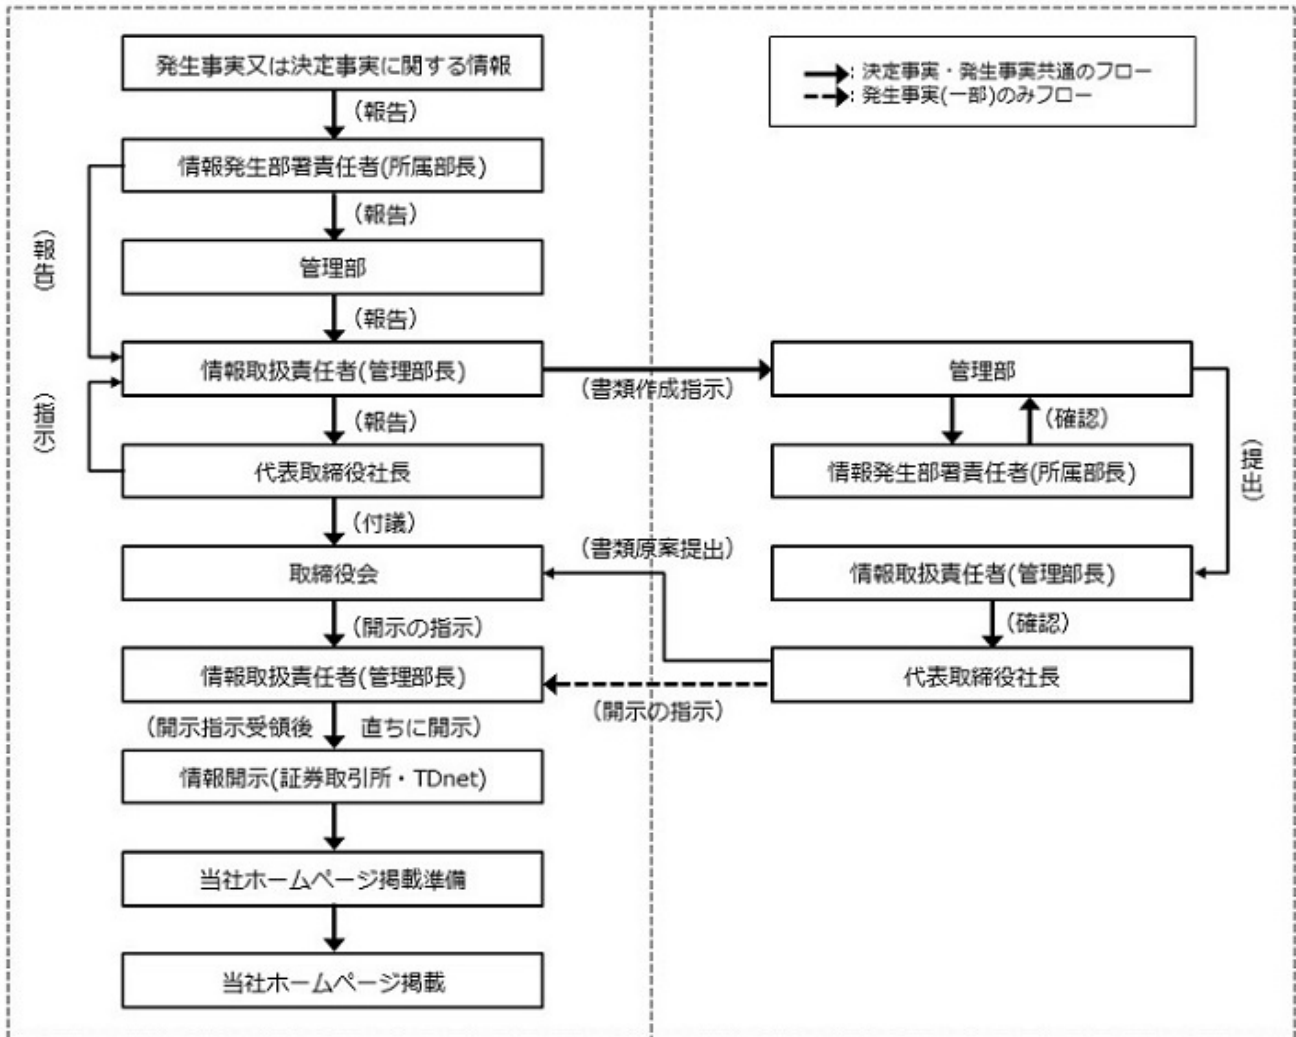 発生事実又は決定事実に関する情報
(報告)
情報発生部署責任者(所属部長)
(報告)
(報告)
管理部
(報告)
情報取扱責任者(管理部長)
(報告)
(指示)
代表取締役社長
(付議)
取締役会
(開示の指示)
情報取扱責任者(管理部長)
(開示指示受領後 直ちに開示)
情報開示(証券取引所・TDnet)
当社ホームページ掲載準備
当社ホームページ掲載
:決定事実・発生事実共通のフロー
:発生事実(一部)のみフロー
(書類作成指示)
管理部
(確認)
情報発生部署責任者(所属部長)
(提出)
(書類原案提出)
情報取扱責任者(管理部長)
(確認)
代表取締役社長
(開示の指示)